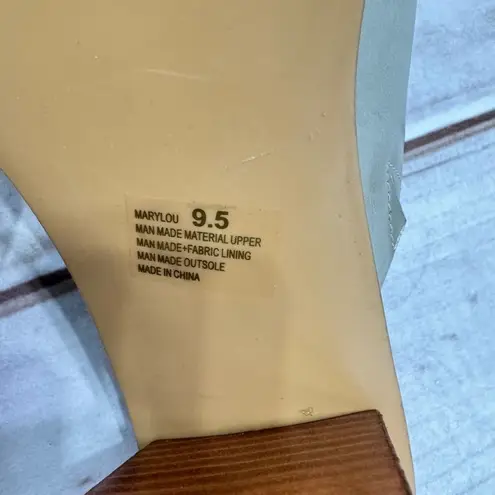 MARYLOU 9.5
MAN MADE MATERIAL UPPER
MAN MADE+FABRIC LINING
MAN MADE OUTSOLE
MADE IN CHINA